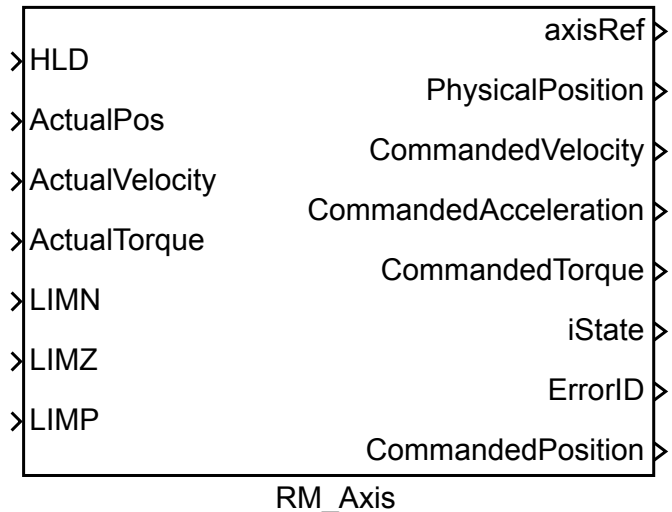 HLD
ActualPos
ActualVelocity
ActualTorque
LIMN
LIMZ
LIMP
axisRef
PhysicalPosition
CommandedVelocity
CommandedAcceleration
CommandedTorque
iState
ErrorID
CommandedPosition
RM_Axis